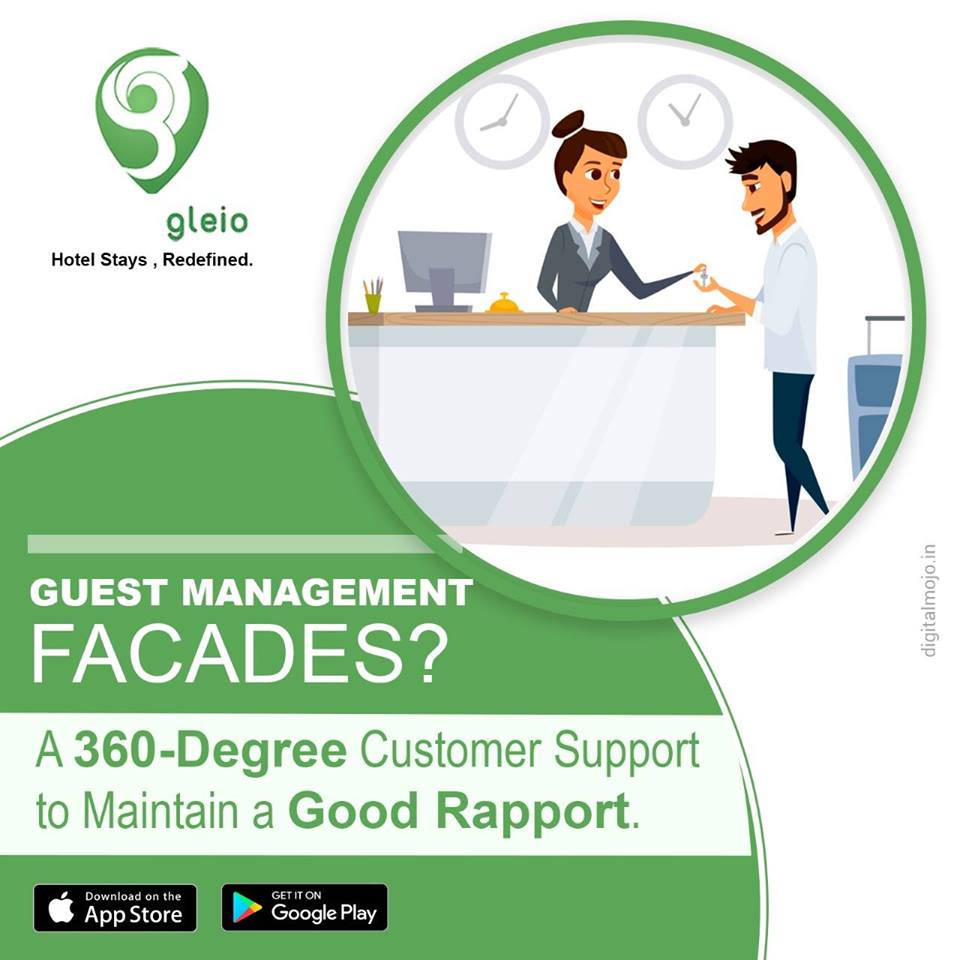 gleio
Hotel Stays , Redefined.
GUEST MANAGEMENT
FACADES?
A 360-Degree Customer Support
to Maintain a Good Rapport.
Download on the
App Store
GET IT ON
Google Play
digitalmojo.in